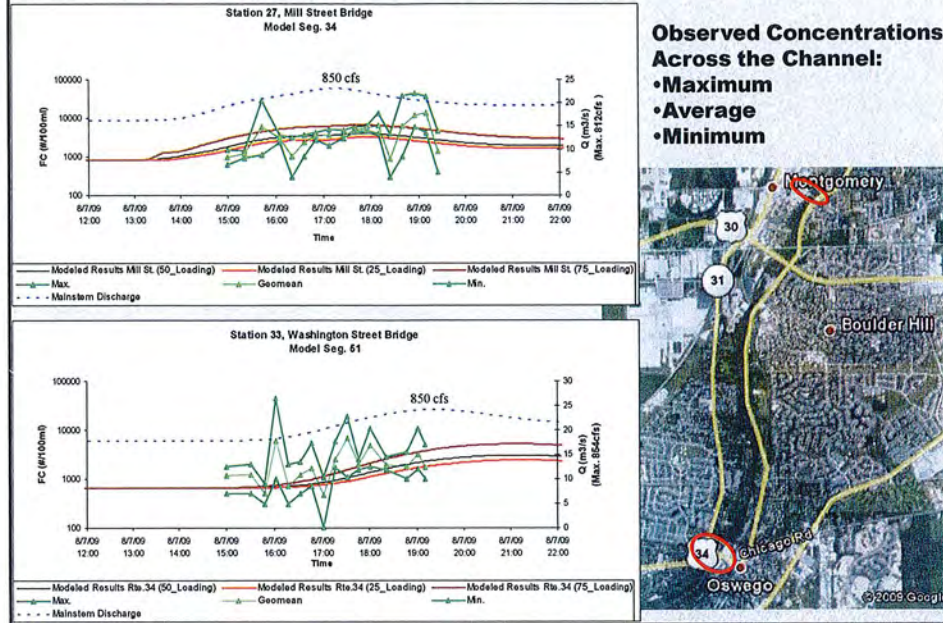 Station 27, Mill Street Bridge
Model Seg. 34
850 cfs
FC (#/100ml)
100000
10000
1000
100
25
20
15
10
5
0
Q (m3/s)
(Max. 812cfs)
8/7/09 8/7/09 8/7/09 8/7/09 8/7/09 8/7/09 8/7/09 8/7/09 8/7/09 8/7/09 8/7/09
12:00 13:00 14:00 15:00 16:00 17:00 18:00 19:00 20:00 21:00 22:00
Time
Modeled Results Mill St. (50_Loading) Modeled Results Mill St. (25_Loading) Modeled Results Mill St. (75_Loading)
Max. Geomean Min.
Mainstem Discharge
Station 33, Washington Street Bridge
Model Seg. 51
850 cfs
FC (#/100ml)
100000
10000
1000
100
30
25
20
15
10
5
0
Q (m3/s)
(Max. 854cfs)
8/7/09 8/7/09 8/7/09 8/7/09 8/7/09 8/7/09 8/7/09 8/7/09 8/7/09 8/7/09 8/7/09
12:00 13:00 14:00 15:00 16:00 17:00 18:00 19:00 20:00 21:00 22:00
Time
Modeled Results Rte.34 (50_Loading) Modeled Results Rte.34 (25_Loading) Modeled Results Rte.34 (75_Loading)
Max. Geomean Min.
Mainstem Discharge
Observed Concentrations
Across the Channel:
•Maximum
•Average
•Minimum
Montgomery
30
31
Boulder Hill
34
Chicago Rd
Oswego
©2009 Google